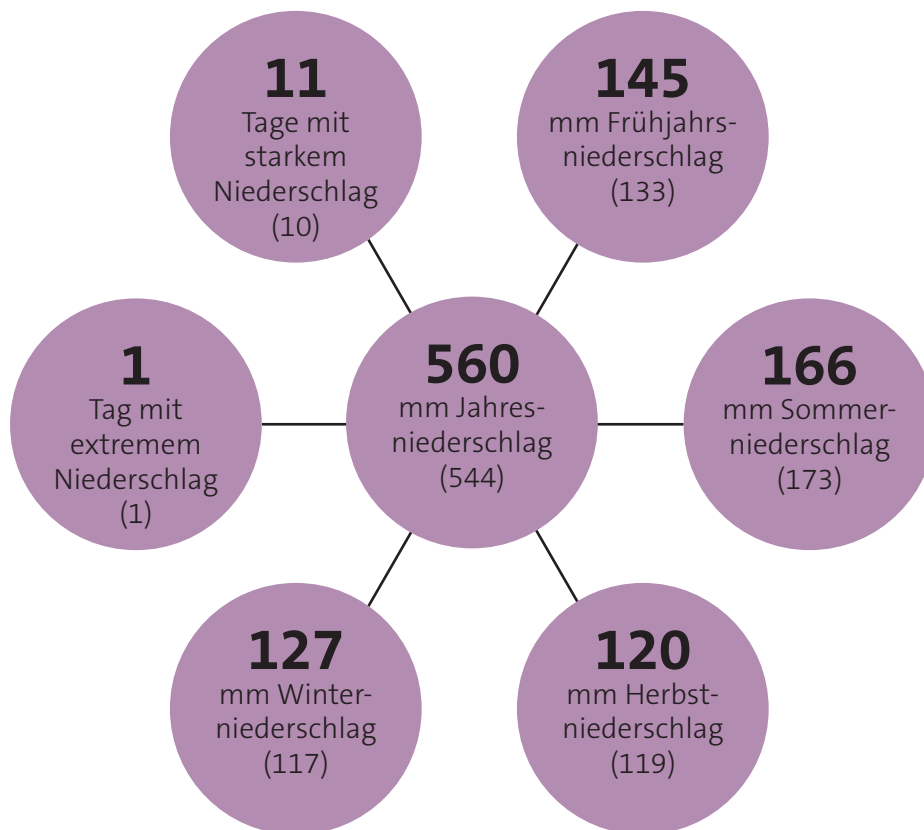 11
Tage mit
starkem
Niederschlag
(10)
145
mm Frühjahrs-
niederschlag
(133)
1
Tag mit
extremem
Niederschlag
(1)
560
mm Jahres-
niederschlag
(544)
166
mm Sommer-
niederschlag
(173)
127
mm Winter-
niederschlag
(117)
120
mm Herbst-
niederschlag
(119)